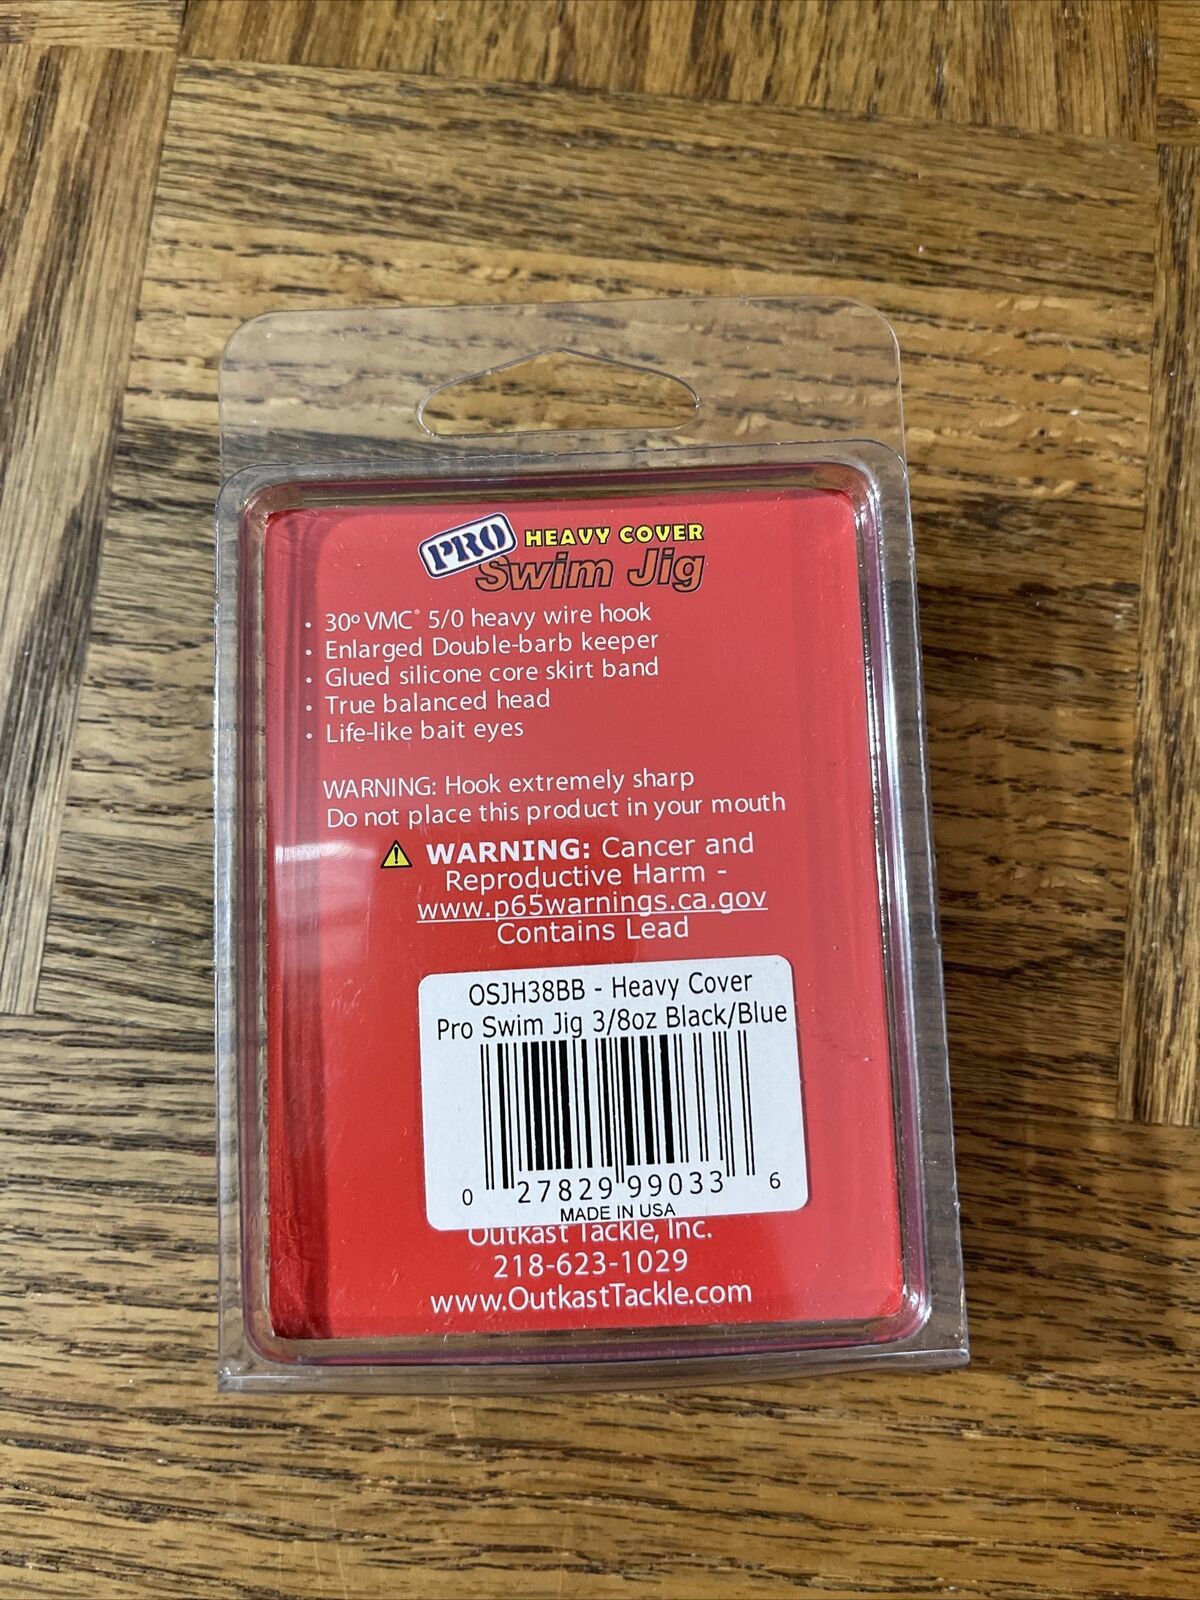 PRO HEAVY COVER
Swim Jig
• 30º VMC® 5/0 heavy wire hook
• Enlarged Double-barb keeper
• Glued silicone core skirt band
• True balanced head
• Life-like bait eyes
WARNING: Hook extremely sharp
Do not place this product in your mouth
WARNING: Cancer and
Reproductive Harm -
www.p65warnings.ca.gov
Contains Lead
OSJH38BB - Heavy Cover
Pro Swim Jig 3/8oz Black/Blue
0 27829 99033 6
MADE IN USA
Outkast Tackle, Inc.
218-623-1029
www.OutkastTackle.com